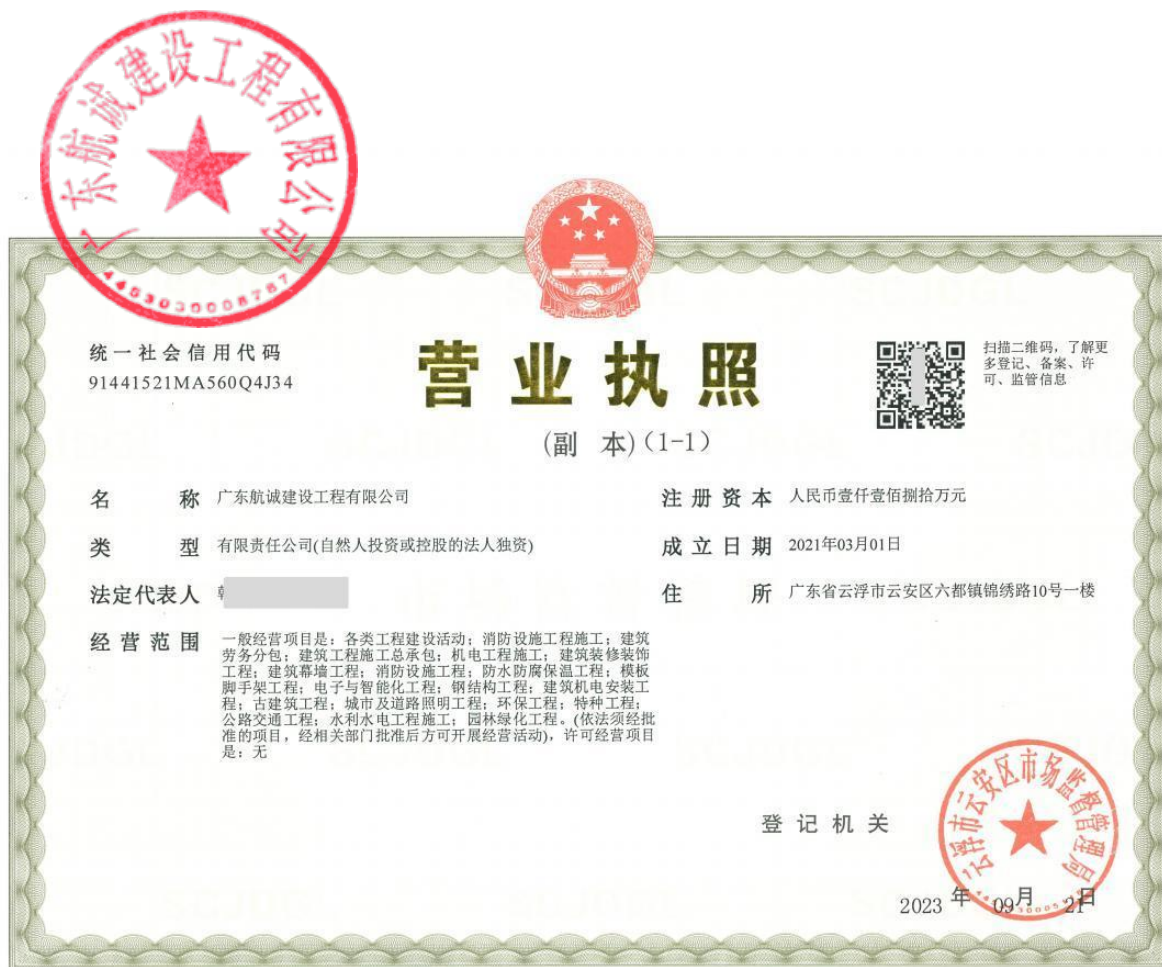 广东航诚建设工程有限公司
4453030008787
统一社会信用代码
91441521MA560Q4J34
营业执照
(副 本)(1-1)
扫描二维码，了解更
多登记、备案、许
可、监管信息
名 称 广东航诚建设工程有限公司
注册资本 人民币壹仟壹佰捌拾万元
类 型 有限责任公司(自然人投资或控股的法人独资)
成立日期 2021年03月01日
法定代表人
住 所 广东省云浮市云安区六都镇锦绣路10号一楼
经营范围 一般经营项目是：各类工程建设活动；消防设施工程施工；建筑
劳务分包；建筑工程施工总承包；机电工程施工；建筑装修装饰
工程；建筑幕墙工程；消防设施工程；防水防腐保温工程；模板
脚手架工程；电子与智能化工程；钢结构工程；建筑机电安装工
程；古建筑工程；城市及道路照明工程；环保工程；特种工程；
公路交通工程；水利水电工程施工；园林绿化工程。(依法须经批
准的项目，经相关部门批准后方可开展经营活动)，许可经营项目
是：无
登记机关
云浮市云安区市场监督管理局
2023 年 09月 21日